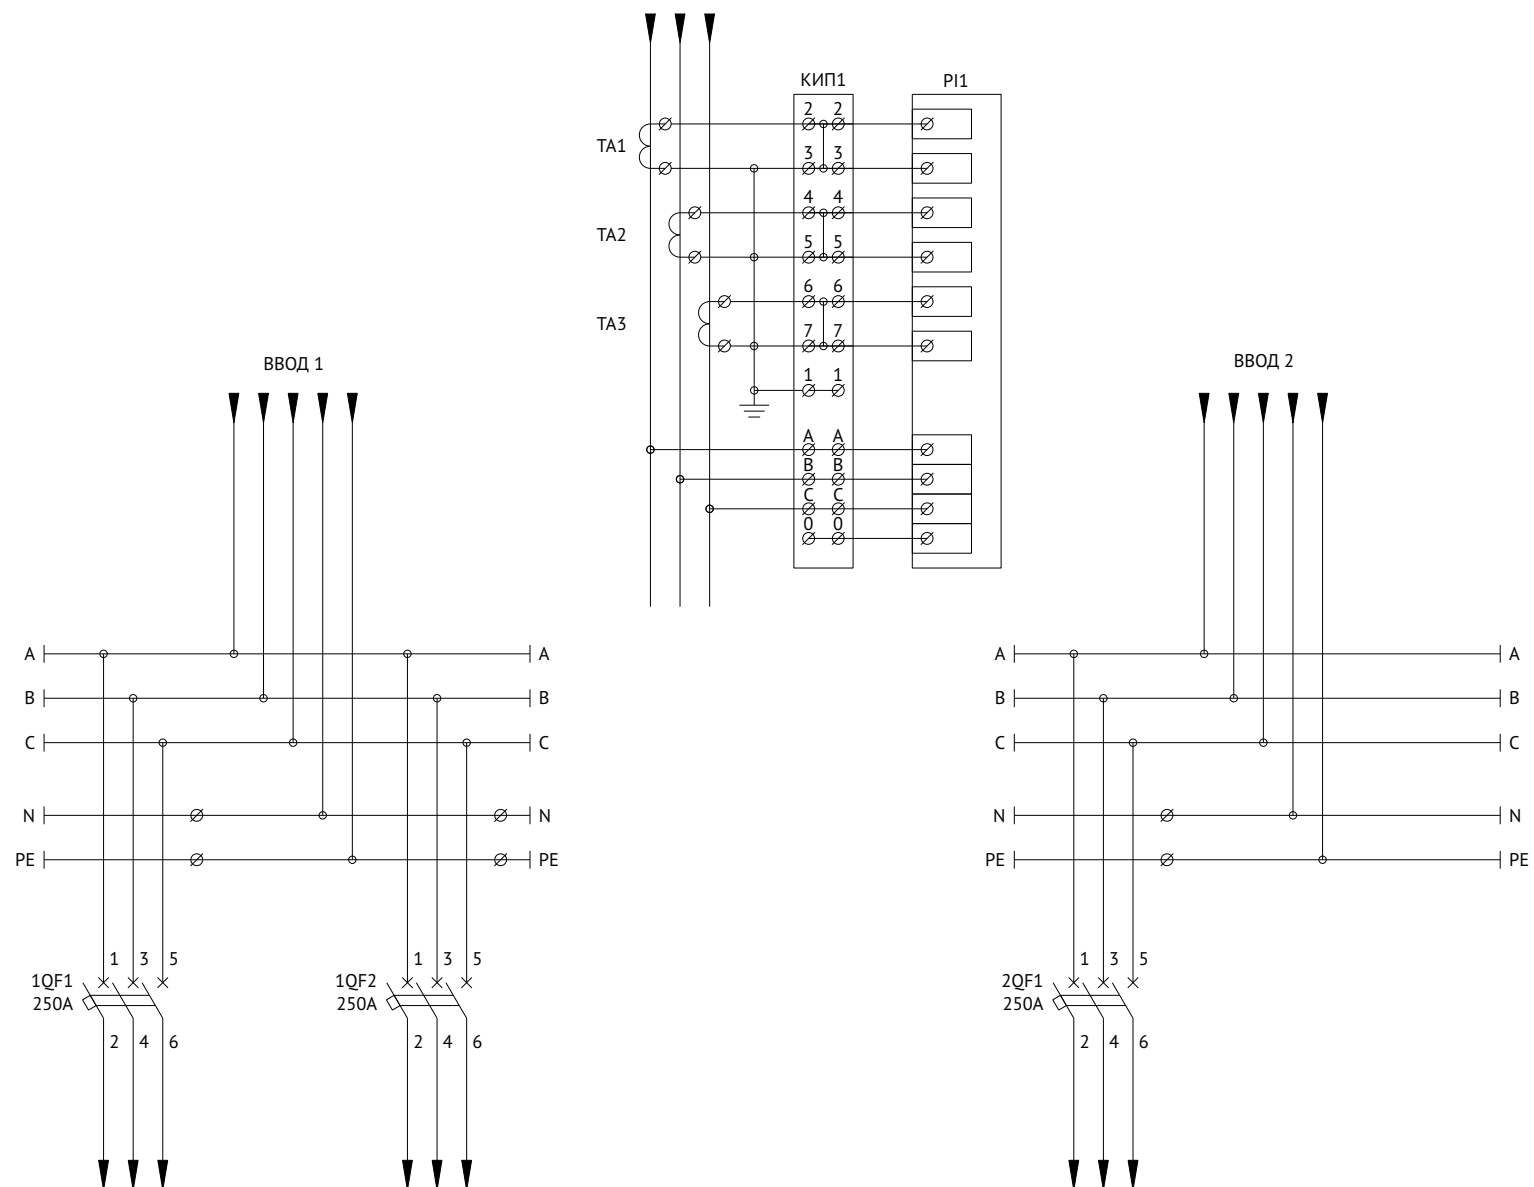 КИП1 PI1
2 2
TA1
3 3
4 4
TA2
5 5
6 6
TA3
7 7
1 1
A A
B B
C C
0 0
ВВОД 1
A A
B B
C C
N N
PE PE
1 3 5
1QF1
250A
2 4 6
1 3 5
1QF2
250A
2 4 6
ВВОД 2
A A
B B
C C
N N
PE PE
1 3 5
2QF1
250A
2 4 6